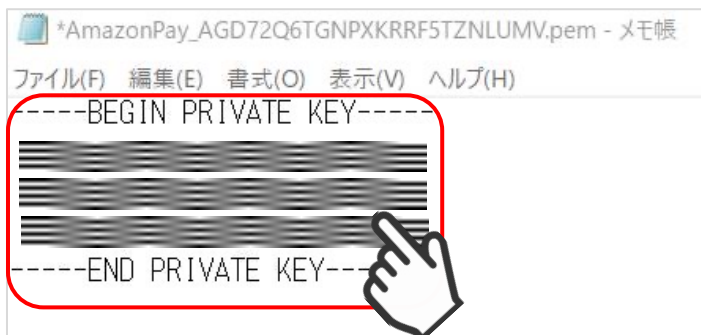 *AmazonPay_AGD72Q6TGNPXKRRF5TZNLUMV.pem - メモ帳
ファイル(F) 編集(E) 書式(O) 表示(V) ヘルプ(H)
-----BEGIN PRIVATE KEY-----
-----END PRIVATE KEY---